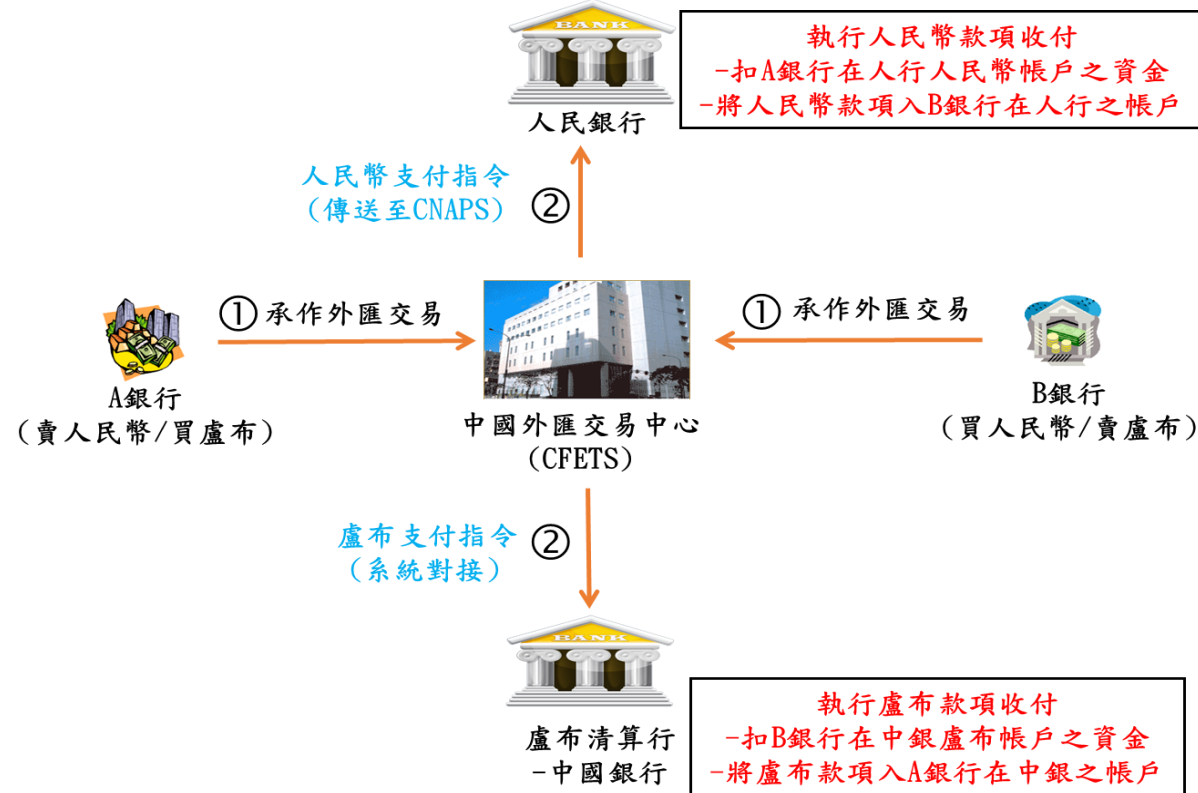 BANK
人民銀行
執行人民幣款項收付
-扣A銀行在人行人民幣帳戶之資金
-將人民幣款項入B銀行在人行之帳戶
人民幣支付指令
(傳送至CNAPS)
②
①承作外匯交易
①承作外匯交易
A銀行
(賣人民幣/買盧布)
中國外匯交易中心
(CFETS)
B銀行
(買人民幣/賣盧布)
盧布支付指令
(系統對接)
②
BANK
盧布清算行
-中國銀行
執行盧布款項收付
-扣B銀行在中銀盧布帳戶之資金
-將盧布款項入A銀行在中銀之帳戶